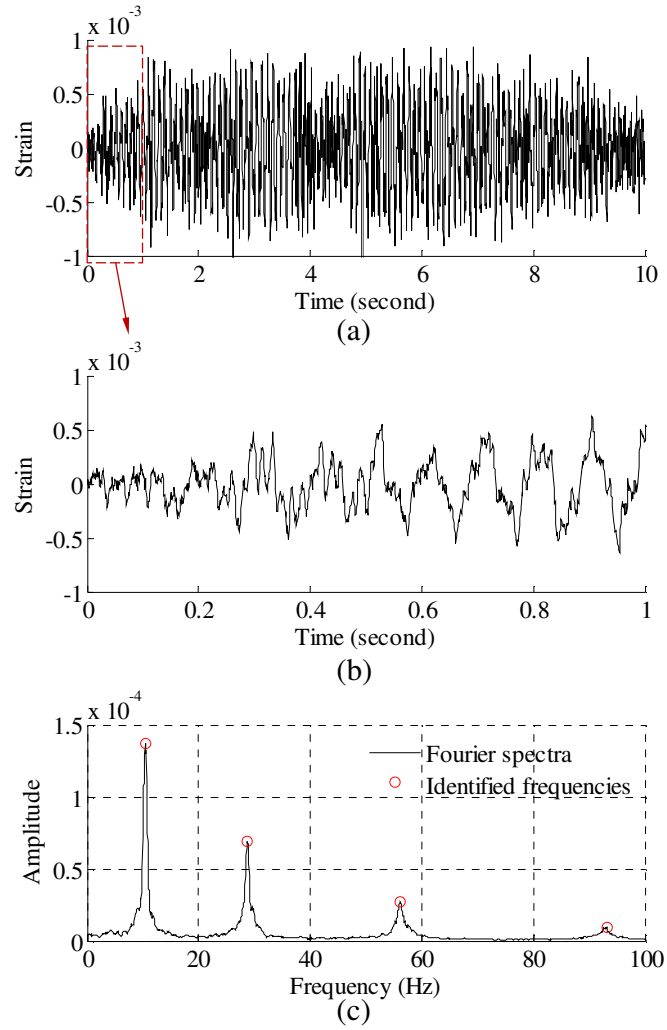 x 10⁻³
1
0.5
0
-0.5
-1
Strain
0 2 4 6 8 10
Time (second)
(a)
x 10⁻³
1
0.5
0
-0.5
-1
Strain
0 0.2 0.4 0.6 0.8 1
Time (second)
(b)
x 10⁻⁴
1.5
1
0.5
0
Amplitude
Fourier spectra
Identified frequencies
0 20 40 60 80 100
Frequency (Hz)
(c)